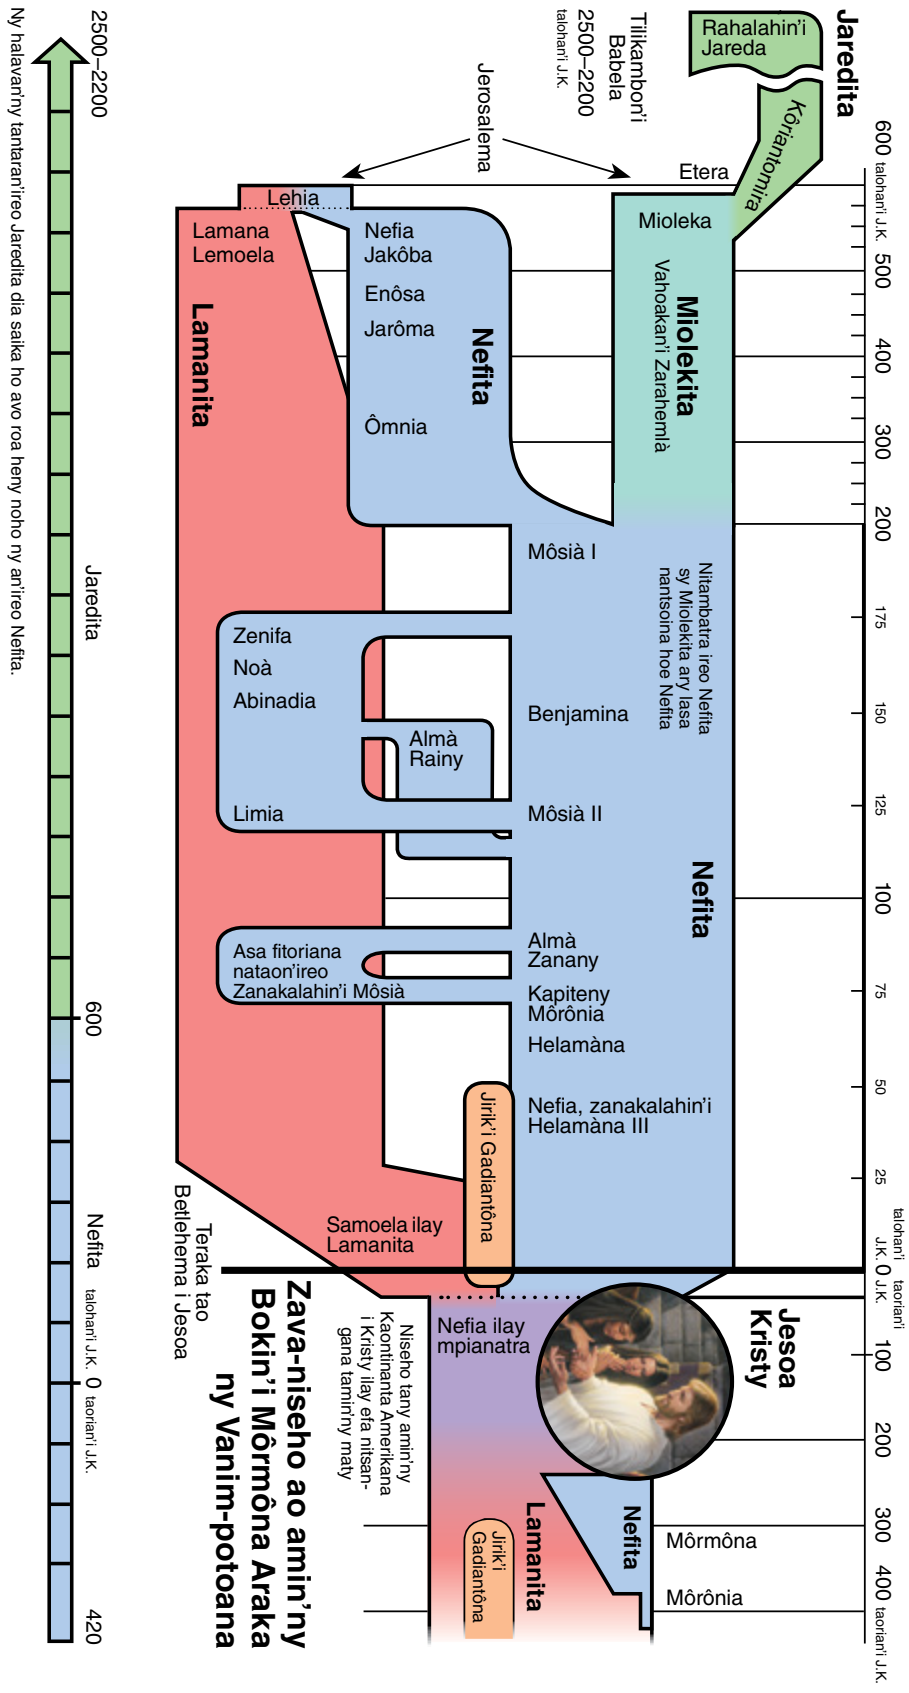 Zava-niseho ao amin'ny
Bokin'i Môrmôna Araka
ny Vanim-potoana
Jaredita
Rahalahin'i
Jareda
Kôriantomira
Etera
Tilikambon'i
Babela
2500–2200
talohan'i J.K.
Jerosalema
600 talohan'i J.K.
500
400
300
200
175
150
125
100
75
50
25
talohan'i
J.K.
0
taorian'i
J.K.
100
200
300
400 taorian'i J.K.
Mioleka
Miolekita
Vahoakan'i Zarahemlà
Lehia
Lamana
Lemoela
Lamanita
Nefia
Jakôba
Enôsa
Jarôma
Ômnia
Nefita
Nitambatra ireo Nefita
sy Miolekita ary lasa
nantsoina hoe Nefita
Nefita
Môsià I
Benjamina
Môsià II
Almà
Zanany
Kapiteny
Môrônia
Helamàna
Nefia, zanakalahin'i
Helamàna III
Zenifa
Noà
Abinadia
Limia
Almà
Rainy
Asa fitoriana
nataon'ireo
Zanakalahin'i Môsià
Jirik'i Gadiantôna
Samoela ilay
Lamanita
Teraka tao
Betlehema i Jesoa
Jesoa
Kristy
Nefia ilay
mpianatra
Niseho tany amin'ny
Kaontinanta Amerikana
i Kristy ilay efa nitsan-
gana tamin'ny maty
Nefita
Lamanita
Jirik'i
Gadiantôna
Môrmôna
Môrônia
2500–2200
Jaredita
600
Nefita
talohan'i J.K. 0 taorian'i J.K.
420
Ny halavan'ny tantaran'ireo Jaredita dia saika ho avo roa heny noho ny an'ireo Nefita.